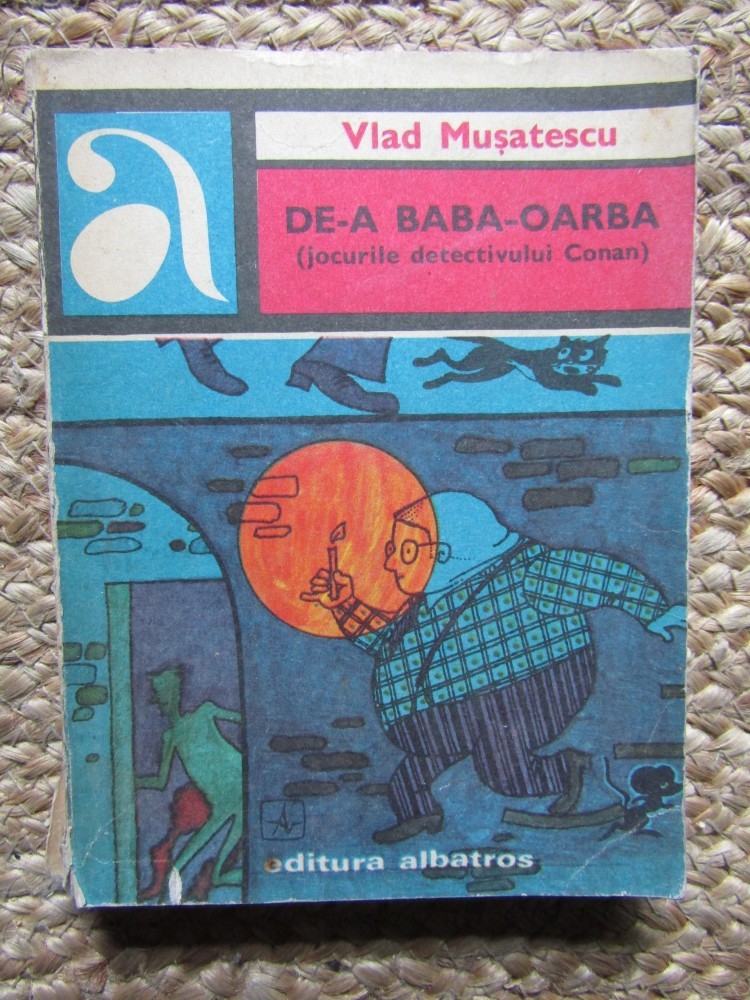 a
Vlad Mușatescu
DE-A BABA-OARBA
(jocurile detectivului Conan)
editura albatros